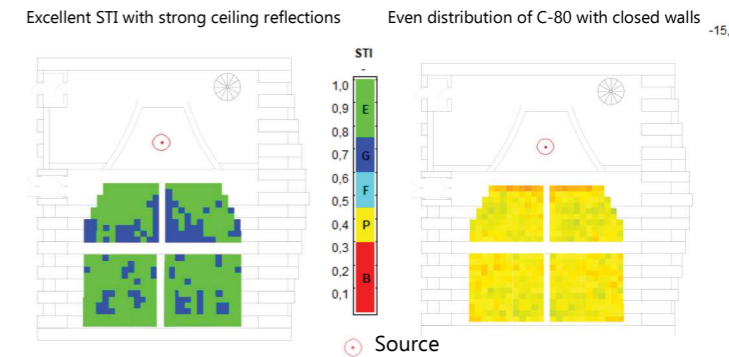 Excellent STI with strong ceiling reflections
Even distribution of C-80 with closed walls
-15,
STI
-
1,0
0,9
E
0,8
0,7
G
0,6
F
0,5
0,4
P
0,3
0,2
B
0,1
Source